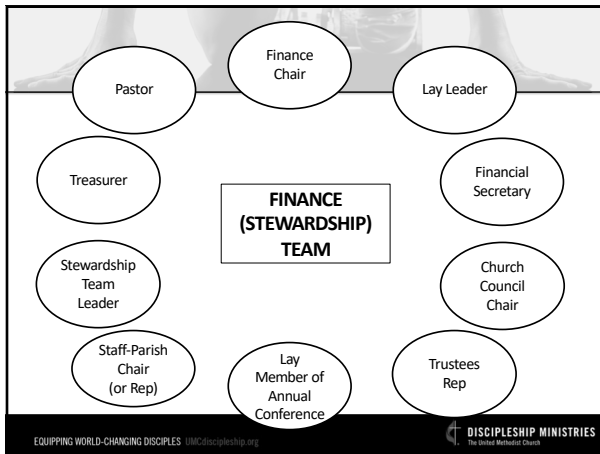 Finance
Chair
Pastor
Lay Leader
Treasurer
Financial
Secretary
FINANCE
(STEWARDSHIP)
TEAM
Stewardship
Team
Leader
Church
Council
Chair
Staff-Parish
Chair
(or Rep)
Lay
Member of
Annual
Conference
Trustees
Rep
EQUIPPING WORLD-CHANGING DISCIPLES UMCdiscipleship.org
DISCIPLESHIP MINISTRIES
The United Methodist Church